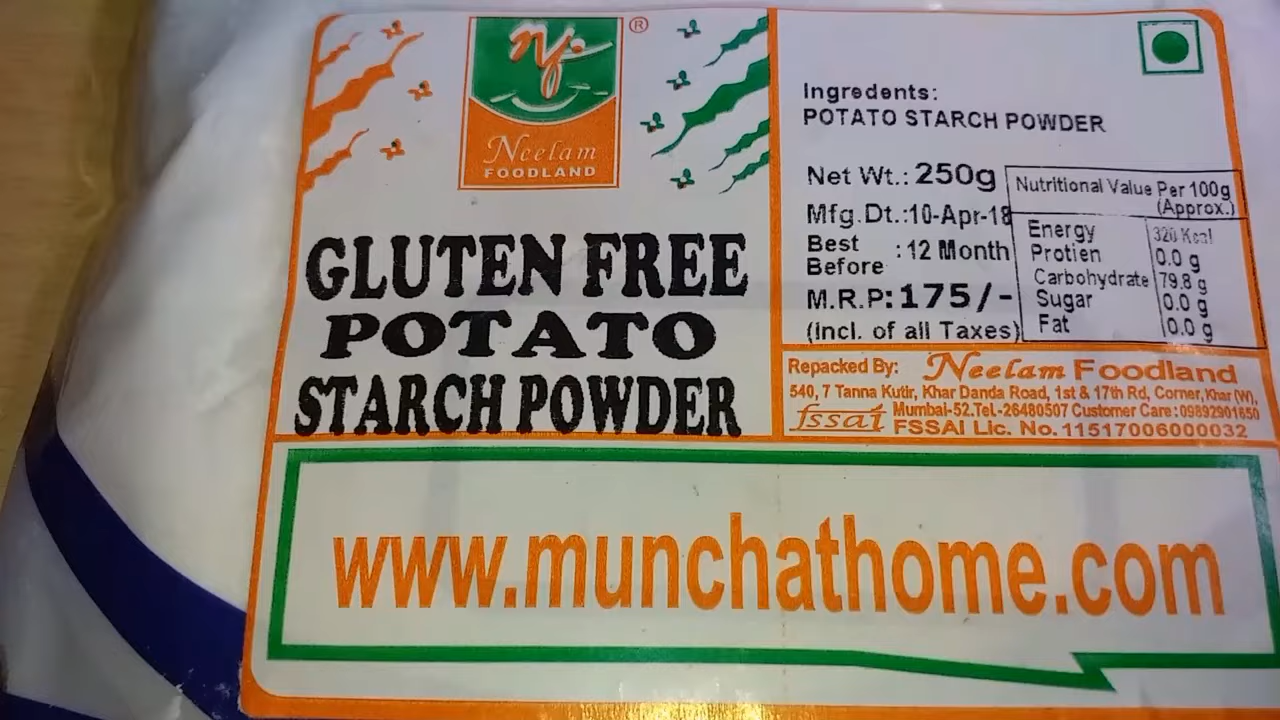 nf
®
Neelam
FOODLAND
GLUTEN FREE
POTATO
STARCH POWDER
Ingredents:
POTATO STARCH POWDER
Net Wt.: 250g
Mfg.Dt.:10-Apr-18
Best Before : 12 Month
M.R.P: 175/-
(Incl. of all Taxes)
Nutritional Value Per 100g
(Approx.)
Energy 320 Kcal
Protien 0.0 g
Carbohydrate 79.8 g
Sugar 0.0 g
Fat 0.0 g
Repacked By: Neelam Foodland
540, 7 Tanna Kutir, Khar Danda Road, 1st & 17th Rd, Corner, Khar (W),
Mumbai-52.Tel.-26480507 Customer Care: 09892901650
fssai FSSAI Lic. No. 11517006000032
www.munchathome.com